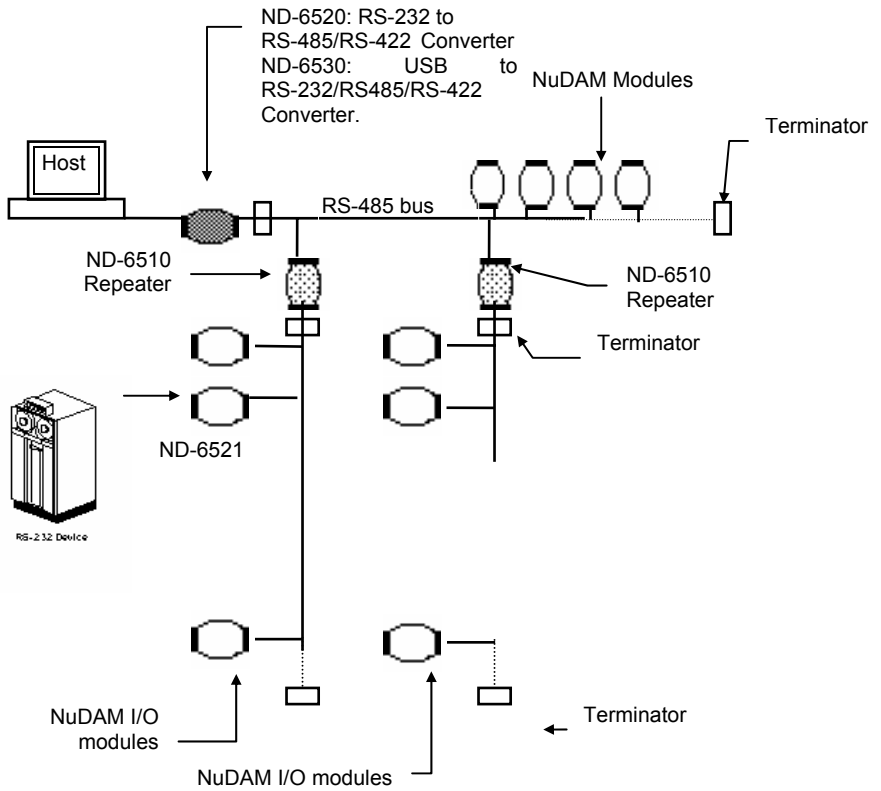 ND-6520: RS-232 to
RS-485/RS-422 Converter
ND-6530: USB to
RS-232/RS485/RS-422
Converter.
NuDAM Modules
Terminator
Host
RS-485 bus
ND-6510
Repeater
ND-6510
Repeater
Terminator
ND-6521
RS-232 Device
NuDAM I/O
modules
Terminator
NuDAM I/O modules